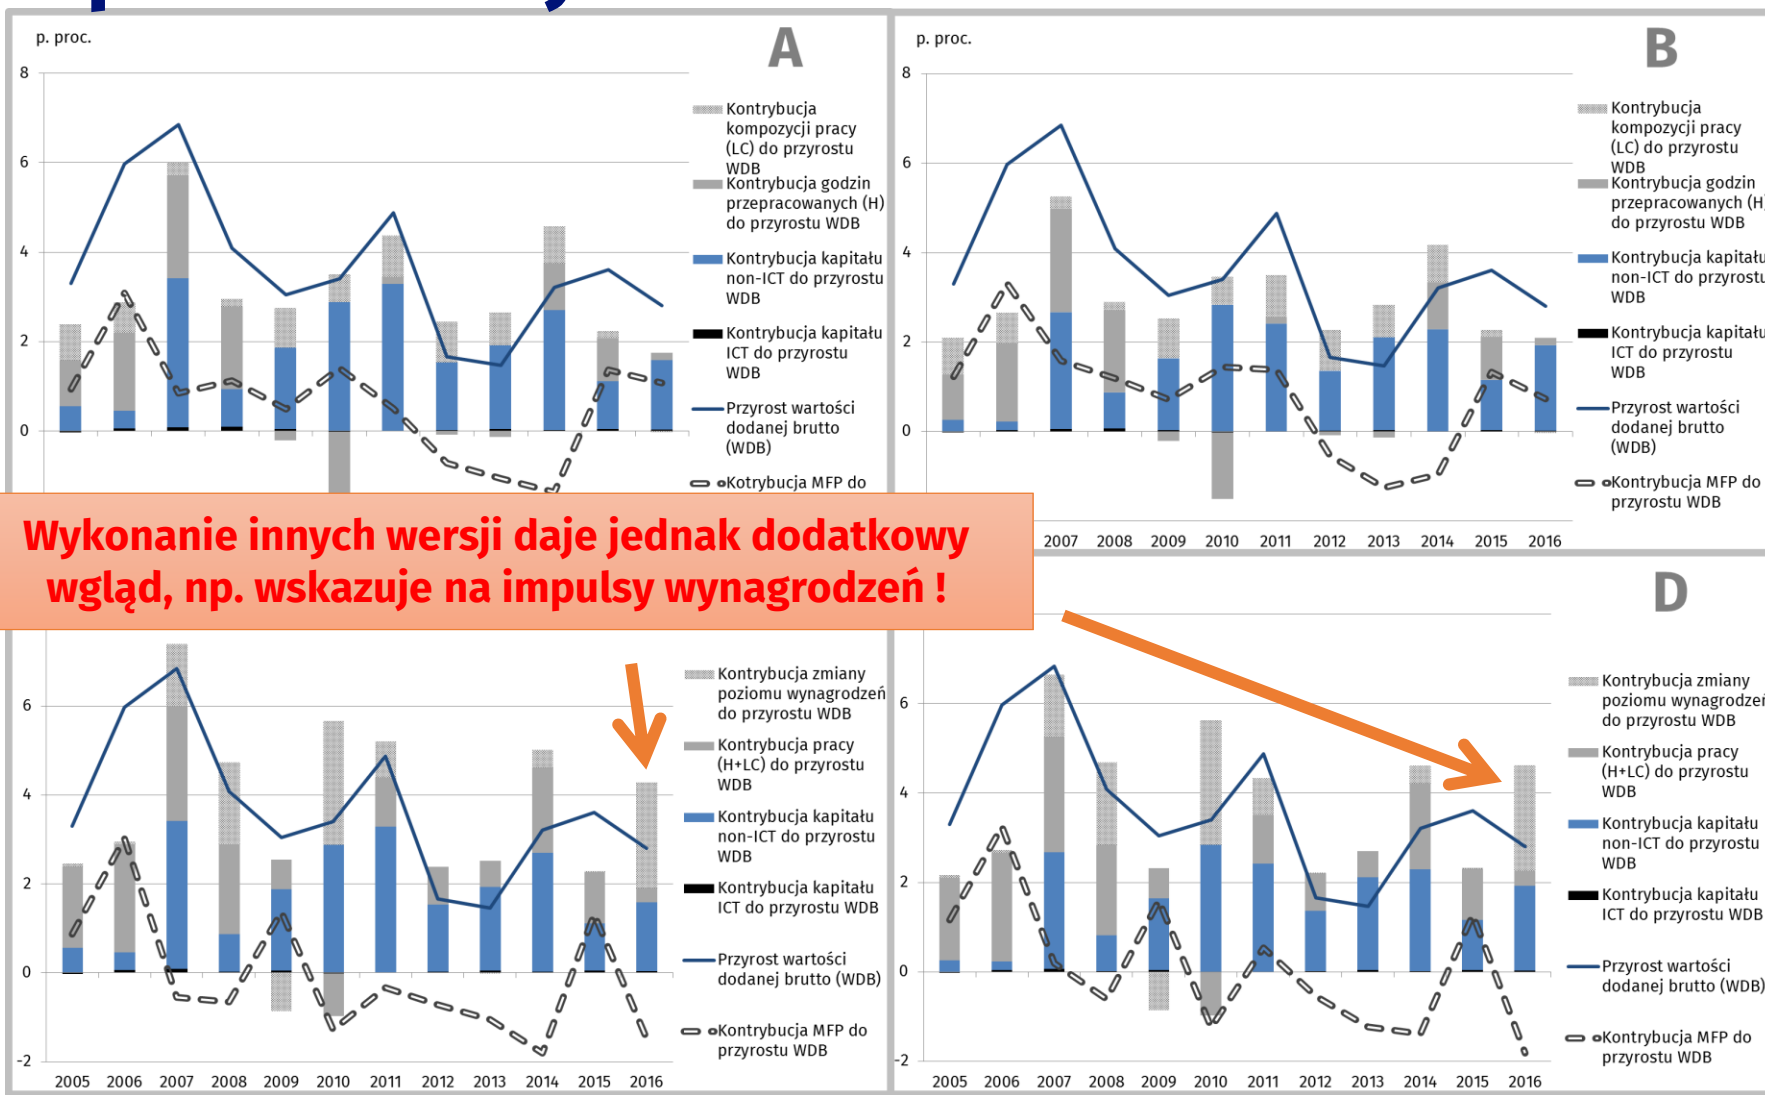 p. proc.
A
8
6
4
2
0
Kontrybucja
kompozycji pracy
(LC) do przyrostu
WDB
Kontrybucja godzin
przepracowanych (H)
do przyrostu WDB
Kontrybucja kapitału
non-ICT do przyrostu
WDB
Kontrybucja kapitału
ICT do przyrostu
WDB
Przyrost wartości
dodanej brutto
(WDB)
Kotrybucja MFP do
p. proc.
B
8
6
4
2
0
Kontrybucja
kompozycji pracy
(LC) do przyrostu
WDB
Kontrybucja godzin
przepracowanych (H)
do przyrostu WDB
Kontrybucja kapitału
non-ICT do przyrostu
WDB
Kontrybucja kapitału
ICT do przyrostu
WDB
Przyrost wartości
dodanej brutto
(WDB)
Kontrybucja MFP do
przyrostu WDB
2007 2008 2009 2010 2011 2012 2013 2014 2015 2016
Wykonanie innych wersji daje jednak dodatkowy
wgląd, np. wskazuje na impulsy wynagrodzeń !
6
4
2
0
-2
2005 2006 2007 2008 2009 2010 2011 2012 2013 2014 2015 2016
Kontrybucja zmiany
poziomu wynagrodzeń
do przyrostu WDB
Kontrybucja pracy
(H+LC) do przyrostu
WDB
Kontrybucja kapitału
non-ICT do przyrostu
WDB
Kontrybucja kapitału
ICT do przyrostu WDB
Przyrost wartości
dodanej brutto (WDB)
Kontrybucja MFP do
przyrostu WDB
D
6
4
2
0
-2
2005 2006 2007 2008 2009 2010 2011 2012 2013 2014 2015 2016
Kontrybucja zmiany
poziomu wynagrodzeń
do przyrostu WDB
Kontrybucja pracy
(H+LC) do przyrostu
WDB
Kontrybucja kapitału
non-ICT do przyrostu
WDB
Kontrybucja kapitału
ICT do przyrostu WDB
Przyrost wartości
dodanej brutto (WDB)
Kontrybucja MFP do
przyrostu WDB